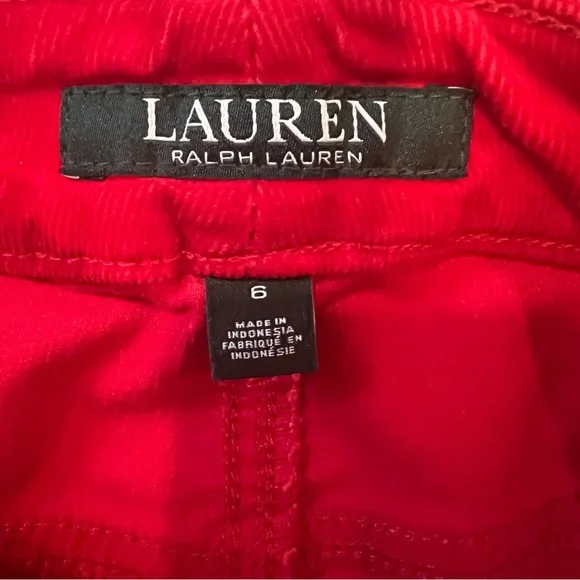 LAUREN
RALPH LAUREN
6
MADE IN
INDONESIA
FABRIQUÉ EN
INDONÉSIE